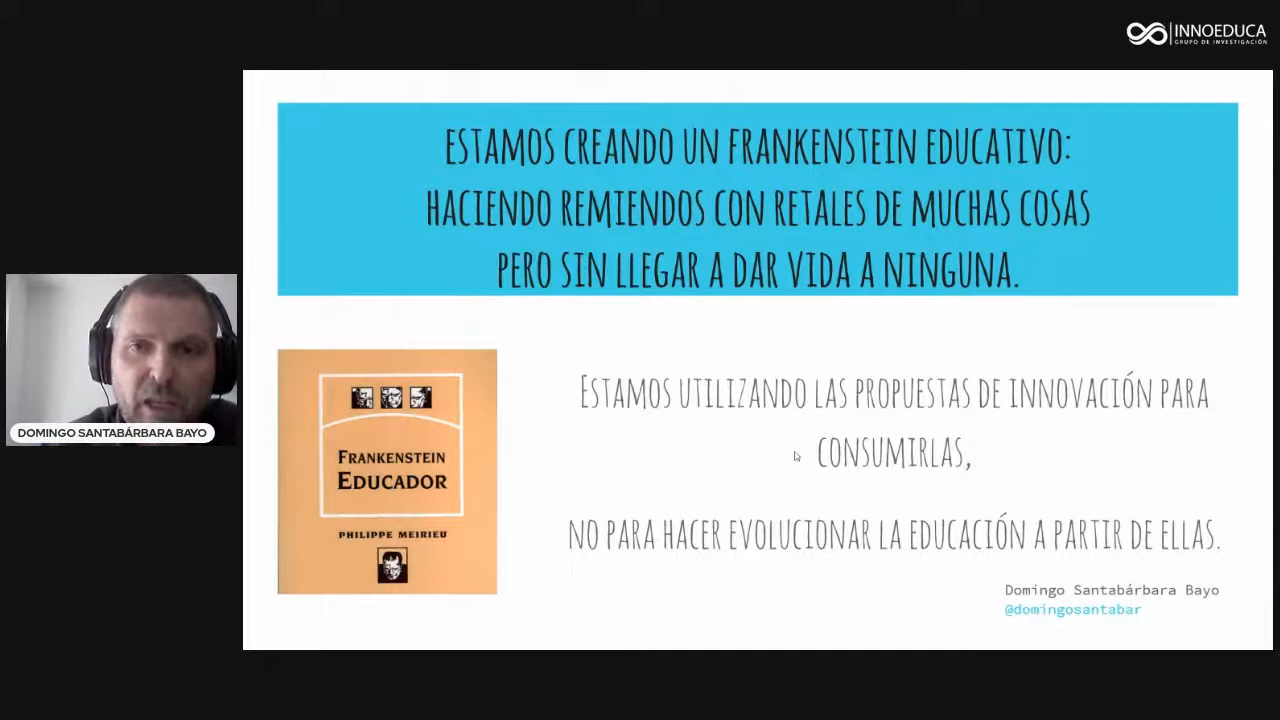 INNOEDUCA
GRUPO DE INVESTIGACIÓN
ESTAMOS CREANDO UN FRANKENSTEIN EDUCATIVO:
HACIENDO REMIENDOS CON RETALES DE MUCHAS COSAS
PERO SIN LLEGAR A DAR VIDA A NINGUNA.
DOMINGO SANTABÁRBARA BAYO
FRANKENSTEIN
EDUCADOR
PHILIPPE MEIRIEU
ESTAMOS UTILIZANDO LAS PROPUESTAS DE INNOVACIÓN PARA
CONSUMIRLAS,
NO PARA HACER EVOLUCIONAR LA EDUCACIÓN A PARTIR DE ELLAS.
Domingo Santabárbara Bayo
@domingosantabar